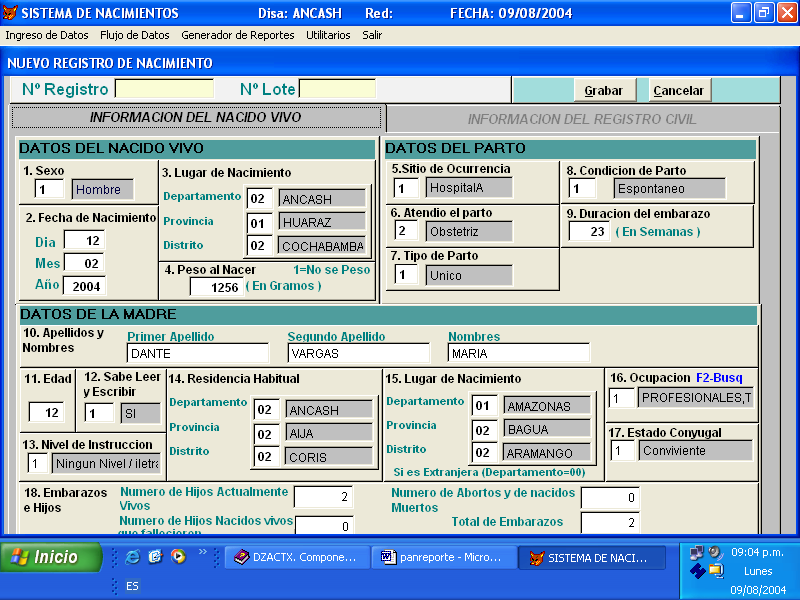 SISTEMA DE NACIMIENTOS Disa: ANCASH Red: FECHA: 09/08/2004
Ingreso de Datos Flujo de Datos Generador de Reportes Utilitarios Salir
NUEVO REGISTRO DE NACIMIENTO
Nº Registro Nº Lote Grabar Cancelar
INFORMACION DEL NACIDO VIVO INFORMACION DEL REGISTRO CIVIL
DATOS DEL NACIDO VIVO
1. Sexo
1 Hombre
2. Fecha de Nacimiento
Dia 12
Mes 02
Año 2004
3. Lugar de Nacimiento
Departamento 02 ANCASH
Provincia 01 HUARAZ
Distrito 02 COCHABAMBA
4. Peso al Nacer 1=No se Peso
1256 ( En Gramos )
DATOS DEL PARTO
5.Sitio de Ocurrencia
1 HospitalA
6. Atendio el parto
2 Obstetriz
7. Tipo de Parto
1 Unico
8. Condicion de Parto
1 Espontaneo
9. Duracion del embarazo
23 ( En Semanas )
DATOS DE LA MADRE
10. Apellidos y
Nombres
Primer Apellido Segundo Apellido Nombres
DANTE VARGAS MARIA
11. Edad
12
12. Sabe Leer
y Escribir
1 SI
13. Nivel de Instruccion
1 Ningun Nivel / iletra
14. Residencia Habitual
Departamento 02 ANCASH
Provincia 02 AIJA
Distrito 02 CORIS
15. Lugar de Nacimiento
Departamento 01 AMAZONAS
Provincia 02 BAGUA
Distrito 02 ARAMANGO
Si es Extranjera (Departamento=00)
16. Ocupacion F2-Busq
1 PROFESIONALES,T
17. Estado Conyugal
1 Conviviente
18. Embarazos
e Hijos
Numero de Hijos Actualmente
Vivos 2
Numero de Hijos Nacidos vivos
que fallecieron 0
Numero de Abortos y de nacidos
Muertos 0
Total de Embarazos 2
Inicio » DZACTX. Compone... panreporte - Micro... SISTEMA DE NACI... 09:04 p.m.
Lunes
ES 09/08/2004